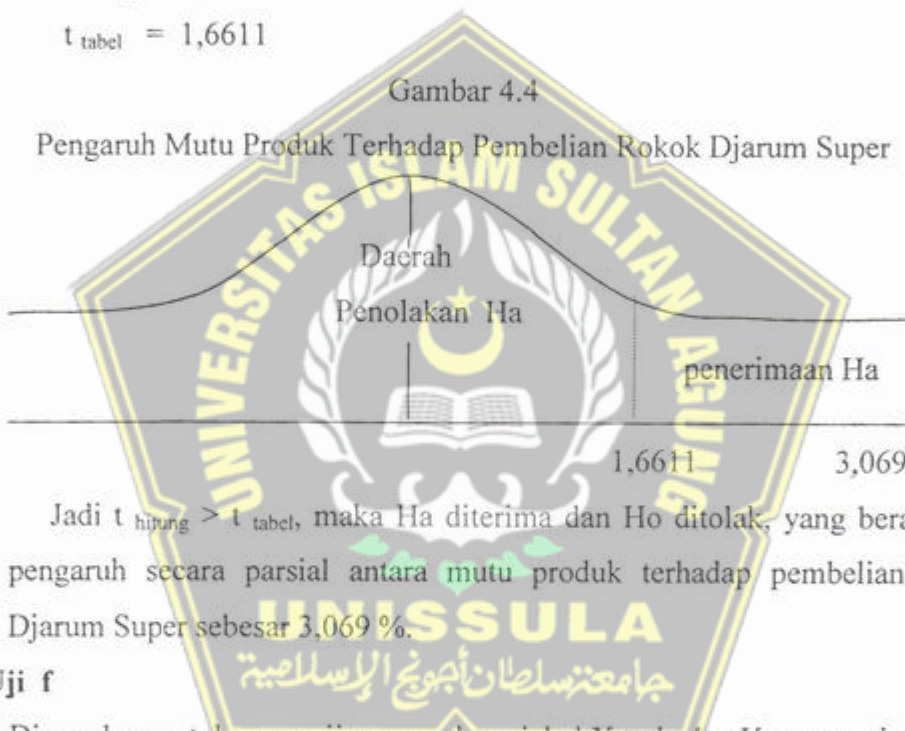 t tabel = 1,6611
Gambar 4.4
Pengaruh Mutu Produk Terhadap Pembelian Rokok Djarum Super
UNIVERSITAS ISLAM SULTAN AGUNG
Daerah
Penolakan Ha
penerimaan Ha
1,6611 3,069
Jadi t hitung > t tabel, maka Ha diterima dan Ho ditolak, yang bera
pengaruh secara parsial antara mutu produk terhadap pembelian
Djarum Super sebesar 3,069 %.
UNISSULA
جامعة سلطان أجونج الإسلامية
Uji f